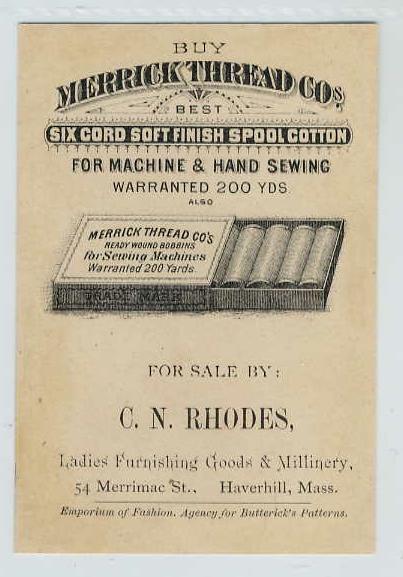 BUY
MERRICK THREAD CO'S
BEST
SIX CORD SOFT FINISH SPOOL COTTON
FOR MACHINE & HAND SEWING
WARRANTED 200 YDS
ALSO
MERRICK THREAD CO'S
READY WOUND BOBBINS
for Sewing Machines
Warranted 200 Yards
TRADE MARK
FOR SALE BY:
C. N. RHODES,
Ladies Furnishing Goods & Millinery,
54 Merrimac St., Haverhill, Mass.
Emporium of Fashion. Agency for Butterick's Patterns.